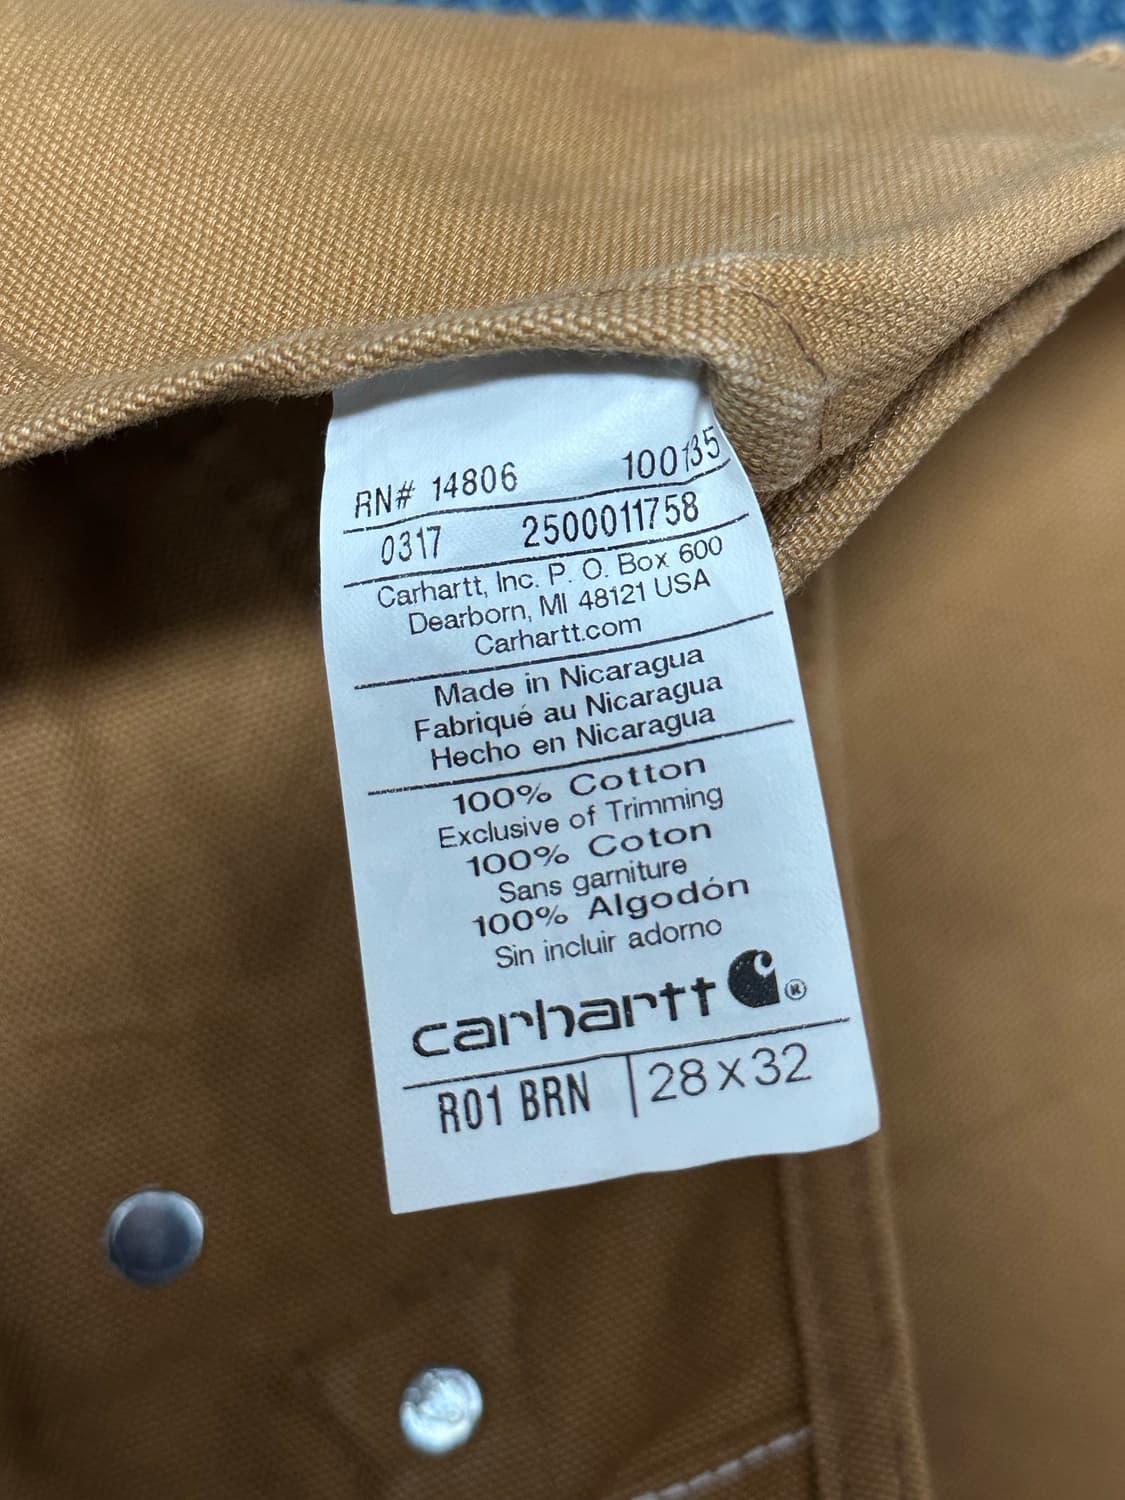 RN# 14806 100135
0317 2500011758
Carhartt, Inc. P. O. Box 600
Dearborn, MI 48121 USA
Carhartt.com
Made in Nicaragua
Fabriqué au Nicaragua
Hecho en Nicaragua
100% Cotton
Exclusive of Trimming
100% Coton
Sans garniture
100% Algodón
Sin incluir adorno
carhartt ®
R01 BRN 28 X 32